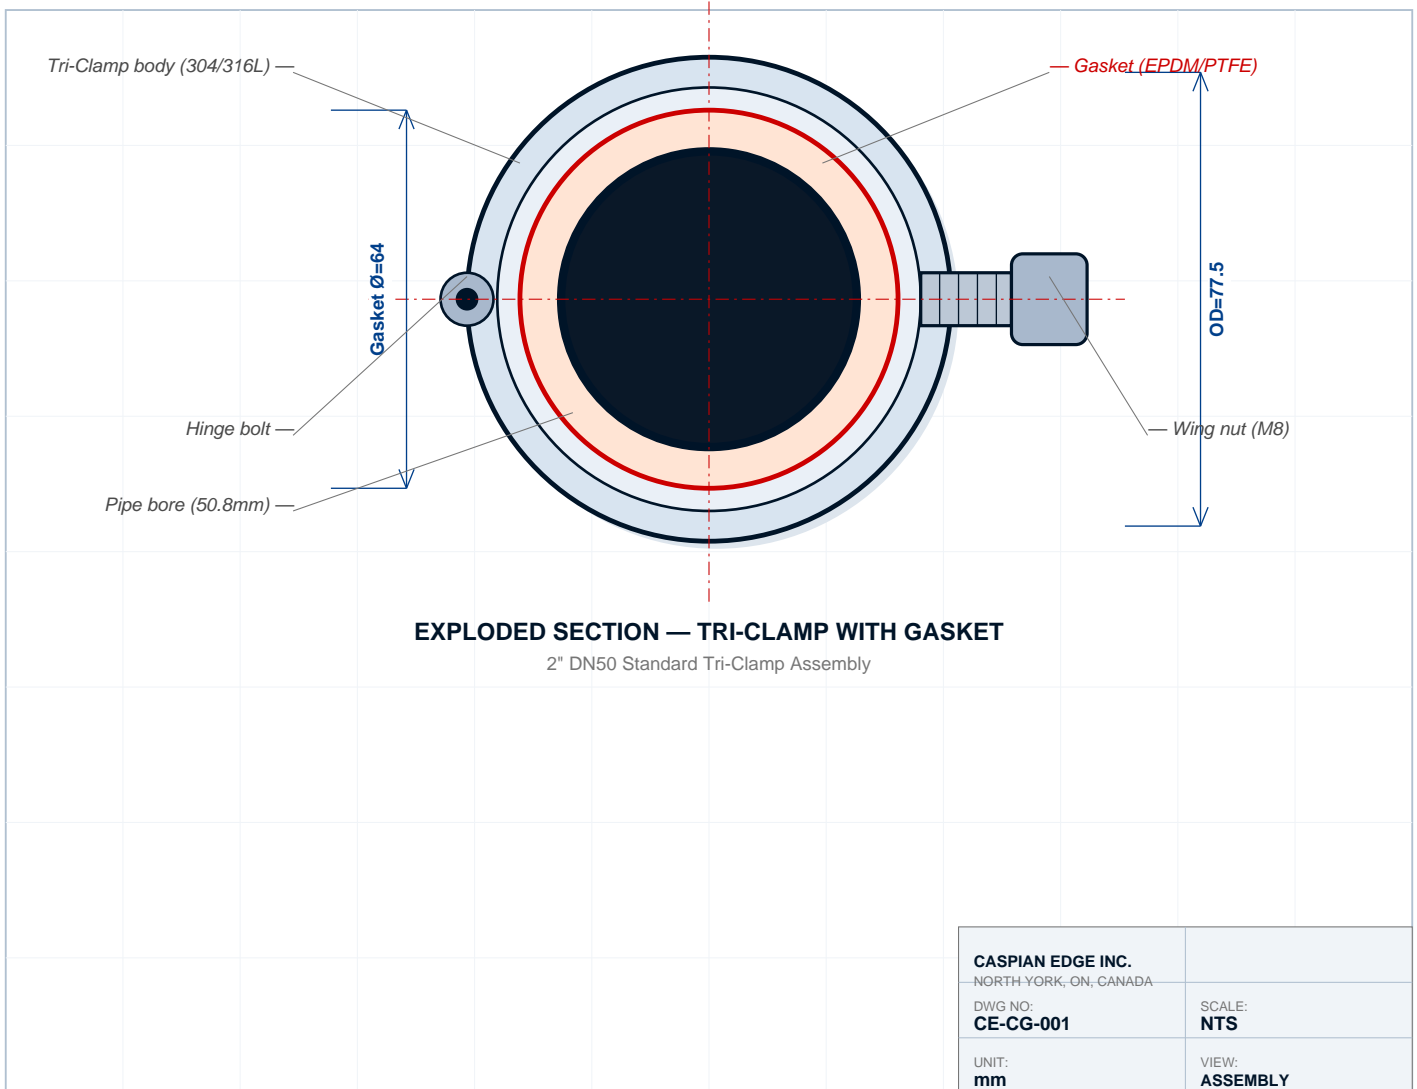 Tri-Clamp body (304/316L) —
— Gasket (EPDM/PTFE)
Gasket Ø=64
OD=77.5
Hinge bolt —
— Wing nut (M8)
Pipe bore (50.8mm) —
EXPLODED SECTION — TRI-CLAMP WITH GASKET
2" DN50 Standard Tri-Clamp Assembly
CASPIAN EDGE INC.
NORTH YORK, ON, CANADA
DWG NO:
CE-CG-001
SCALE:
NTS
UNIT:
mm
VIEW:
ASSEMBLY